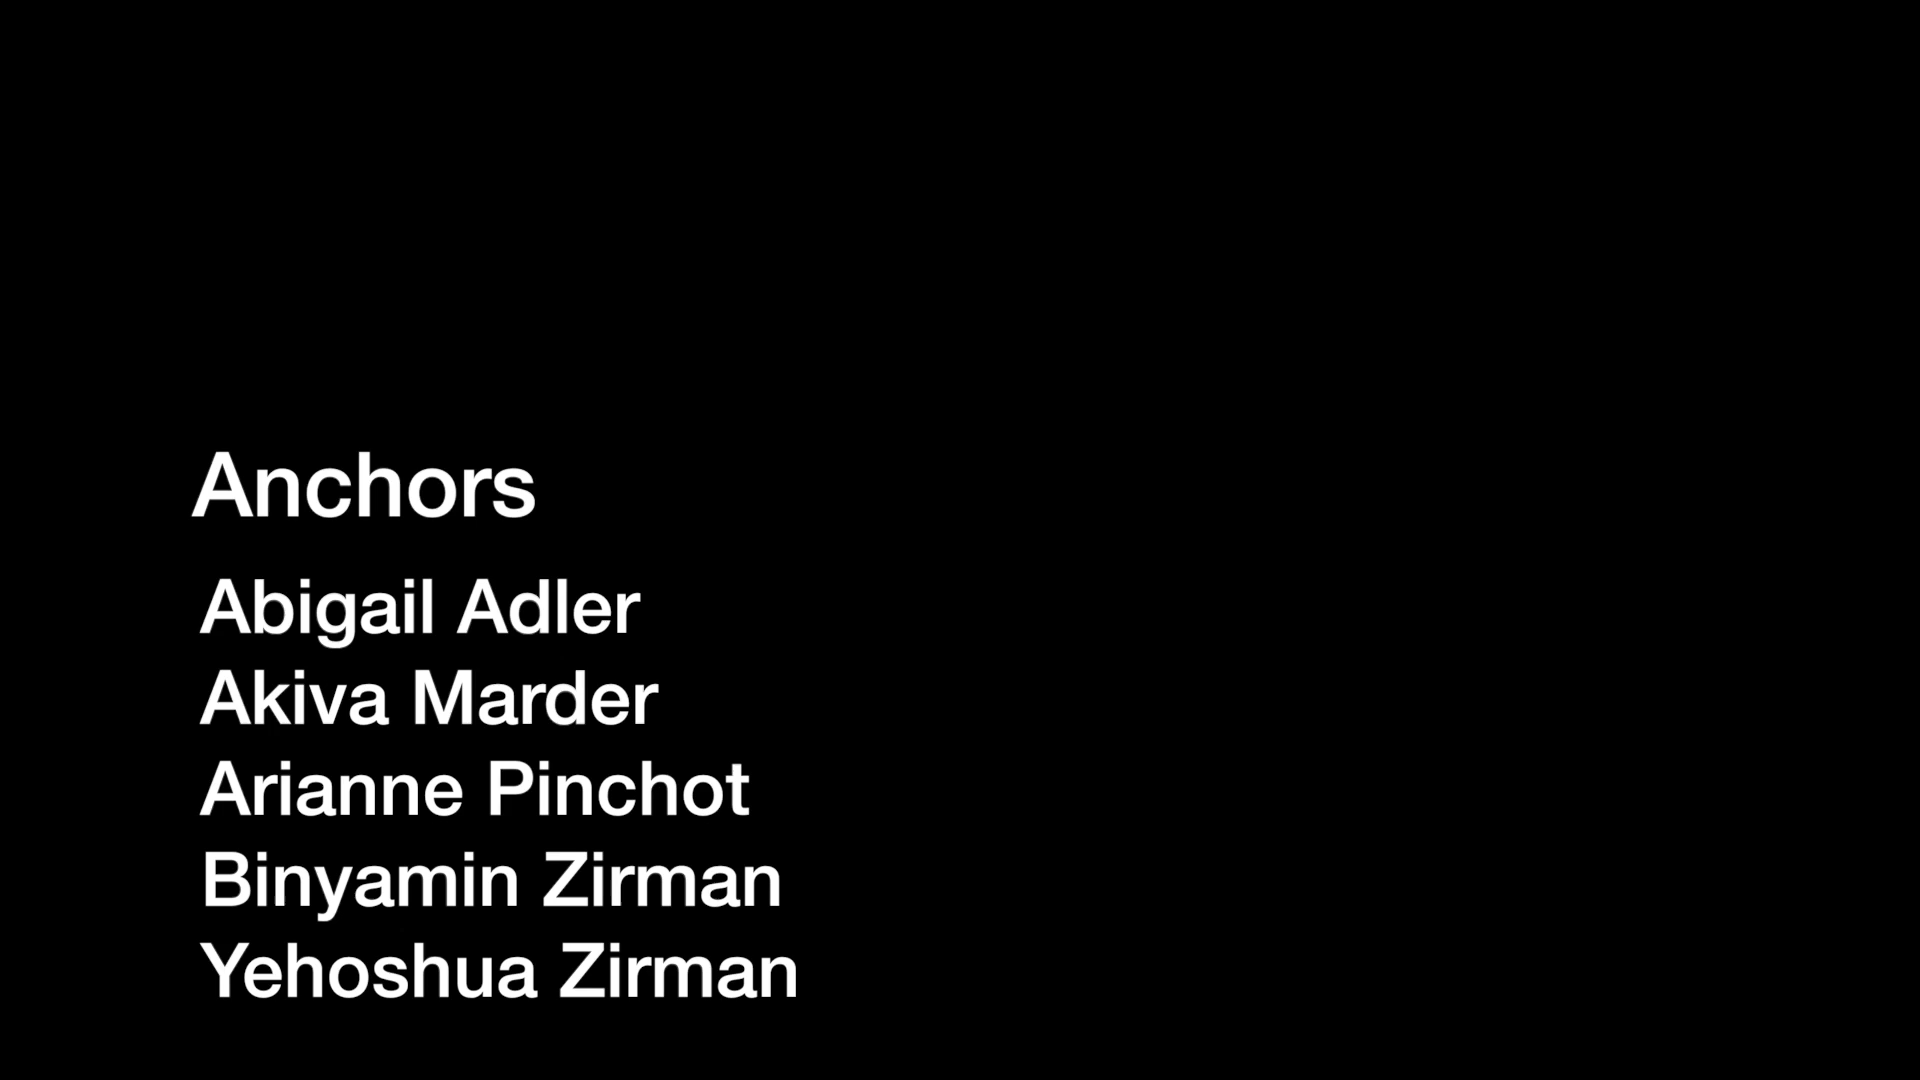 Anchors
Abigail Adler
Akiva Marder
Arianne Pinchot
Binyamin Zirman
Yehoshua Zirman